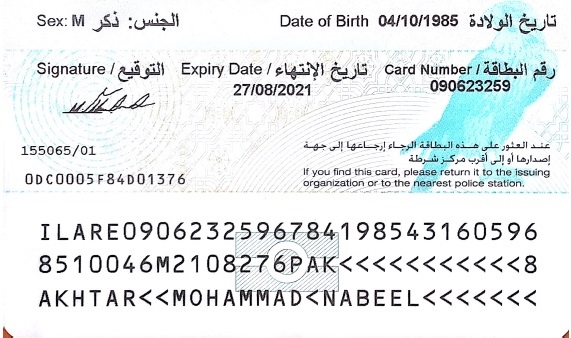 Sex: M الجنس: ذكر Date of Birth 04/10/1985 تاريخ الولادة
Signature / التوقيع Expiry Date / تاريخ الإنتهاء Card Number / رقم البطاقة
27/08/2021 090623259
عند العثور على هذه البطاقة الرجاء إرجاعها إلى جهة
155065/01 إصدارها أو إلى أقرب مركز شرطة
If you find this card, please return it to the issuing
ODC0005F84D01376 organization or to the nearest police station.
ILARE0906232596784198543160596
8510046M2108276PAK<<<<<<<<<<<8
AKHTAR<<MOHAMMAD<NABEEL<<<<<<<